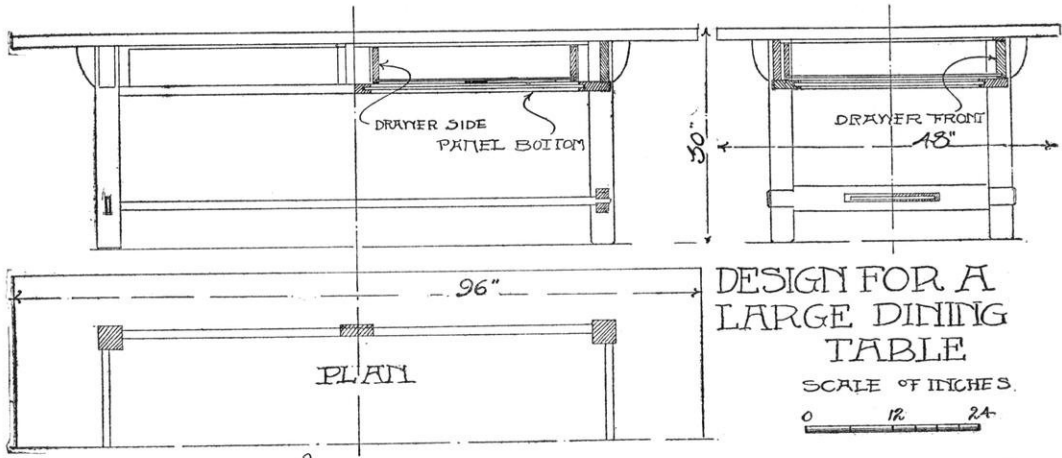 DRAWER SIDE
PANEL BOTTOM
30"
DRAWER FRONT
48"
96"
PLAN
DESIGN FOR A
LARGE DINING
TABLE
SCALE OF INCHES.
0 12 24